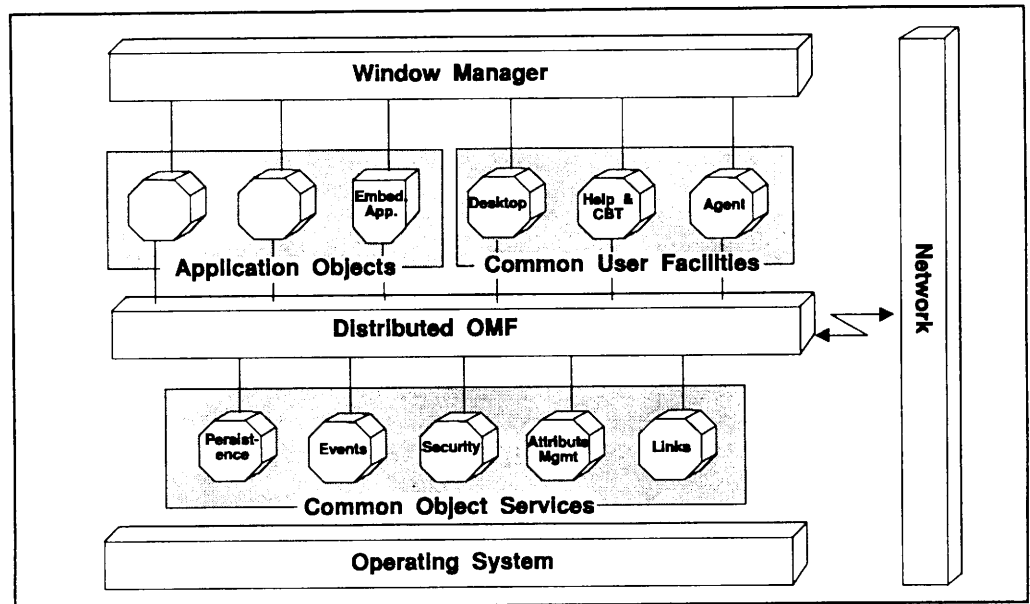 Window Manager
Embed.
App.
Desktop
Help &
CBT
Agent
Application Objects
Common User Facilities
Distributed OMF
Network
Persist-
ence
Events
Security
Attribute
Mgmt
Links
Common Object Services
Operating System